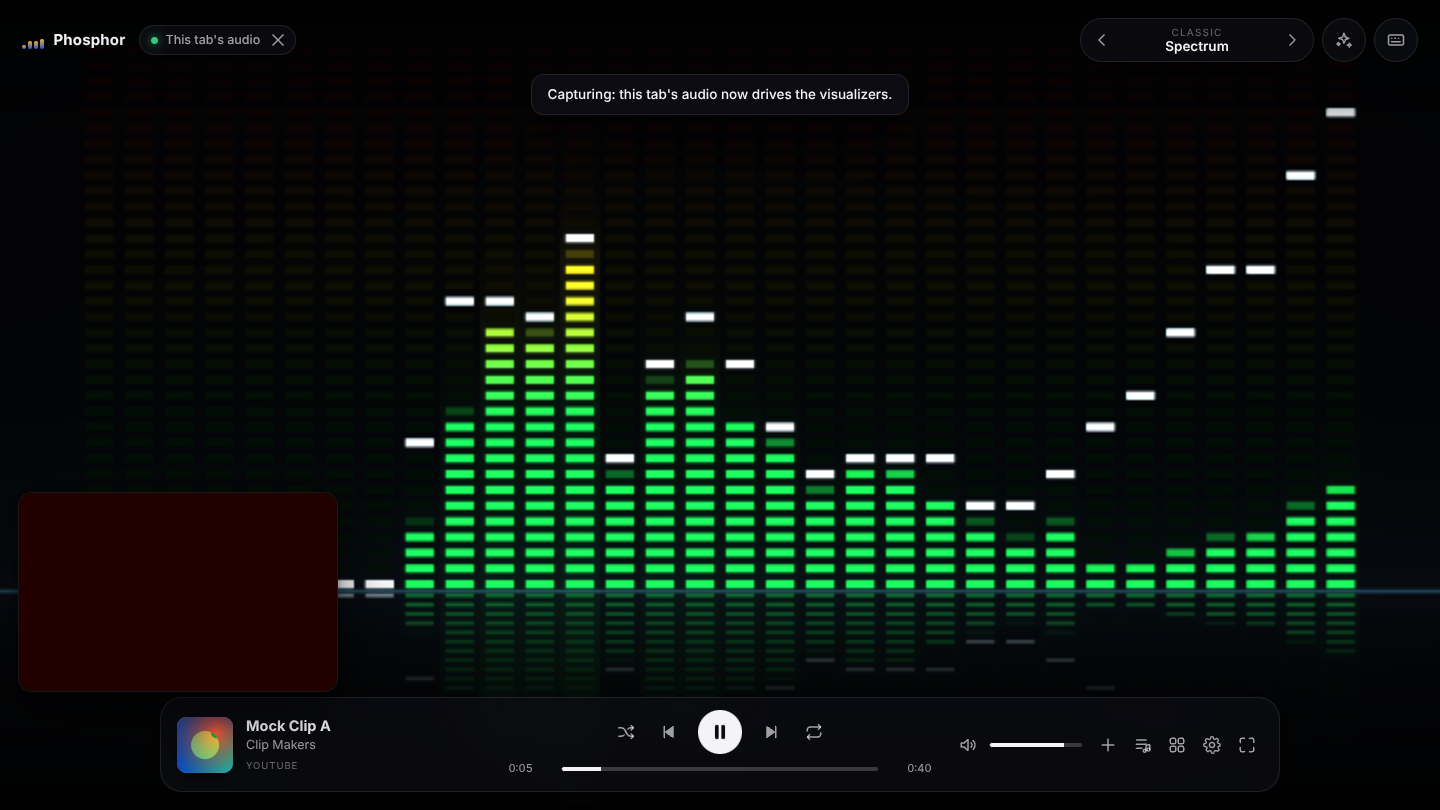 Phosphor
This tab's audio
CLASSIC
Spectrum
Capturing: this tab's audio now drives the visualizers.
Mock Clip A
Clip Makers
YOUTUBE
0:05
0:40